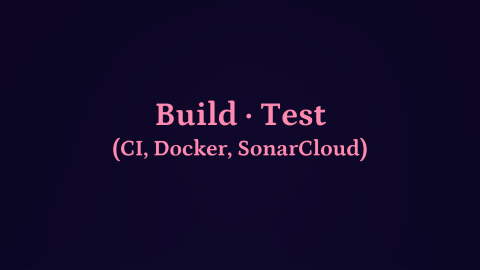 Build · Test
(CI, Docker, SonarCloud)